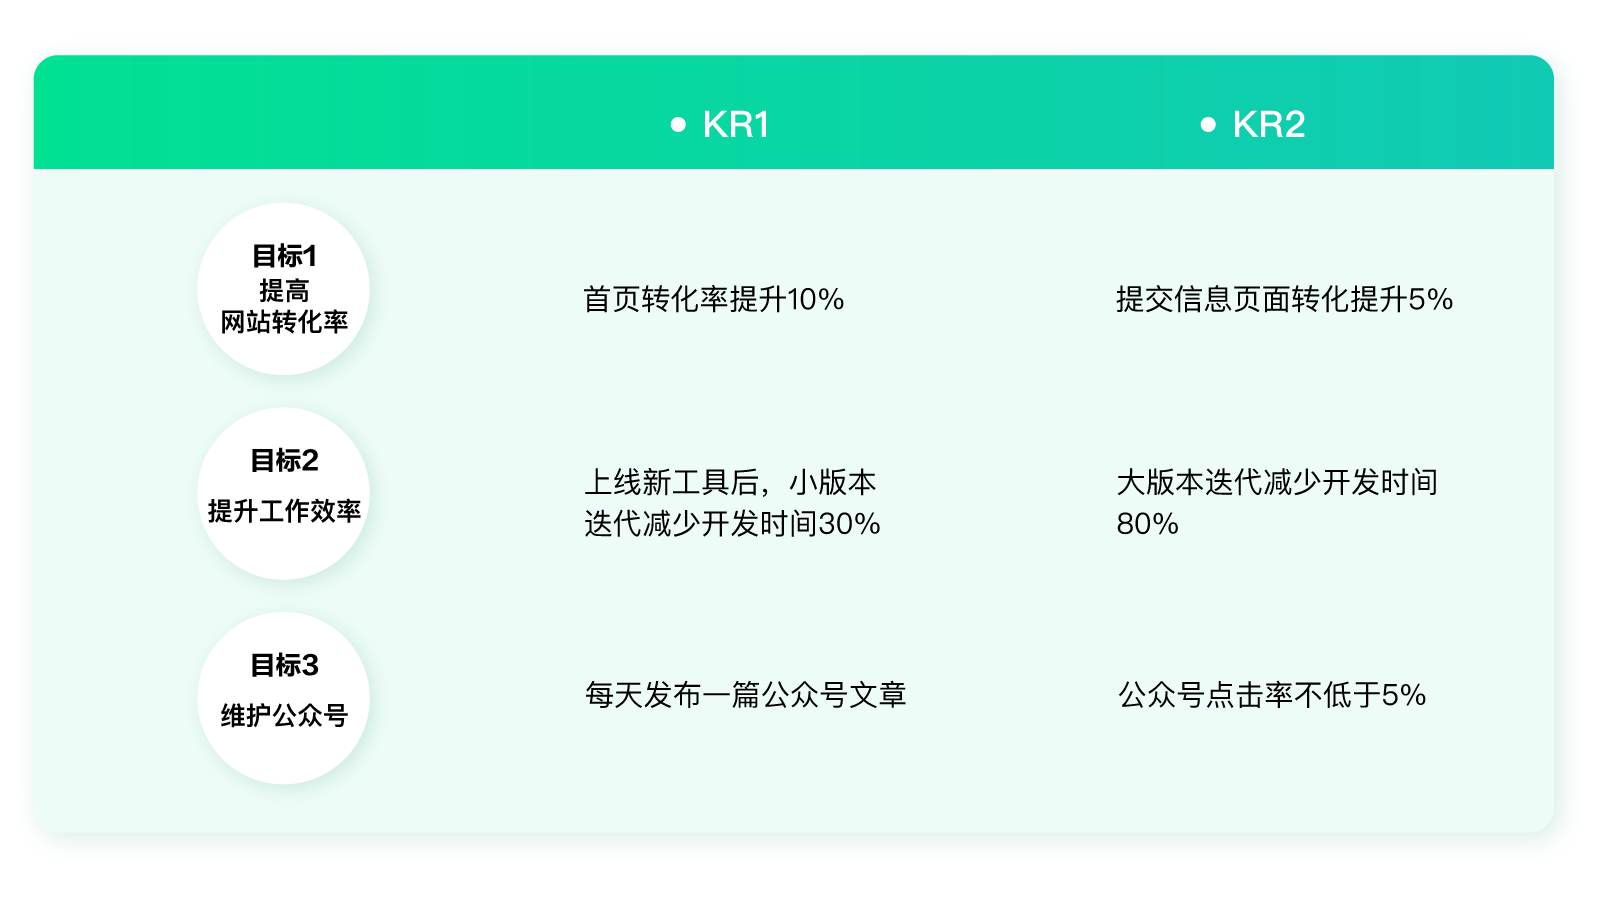 KR1
KR2
目标1
提高
网站转化率
首页转化率提升10%
提交信息页面转化提升5%
目标2
提升工作效率
上线新工具后，小版本
迭代减少开发时间30%
大版本迭代减少开发时间
80%
目标3
维护公众号
每天发布一篇公众号文章
公众号点击率不低于5%